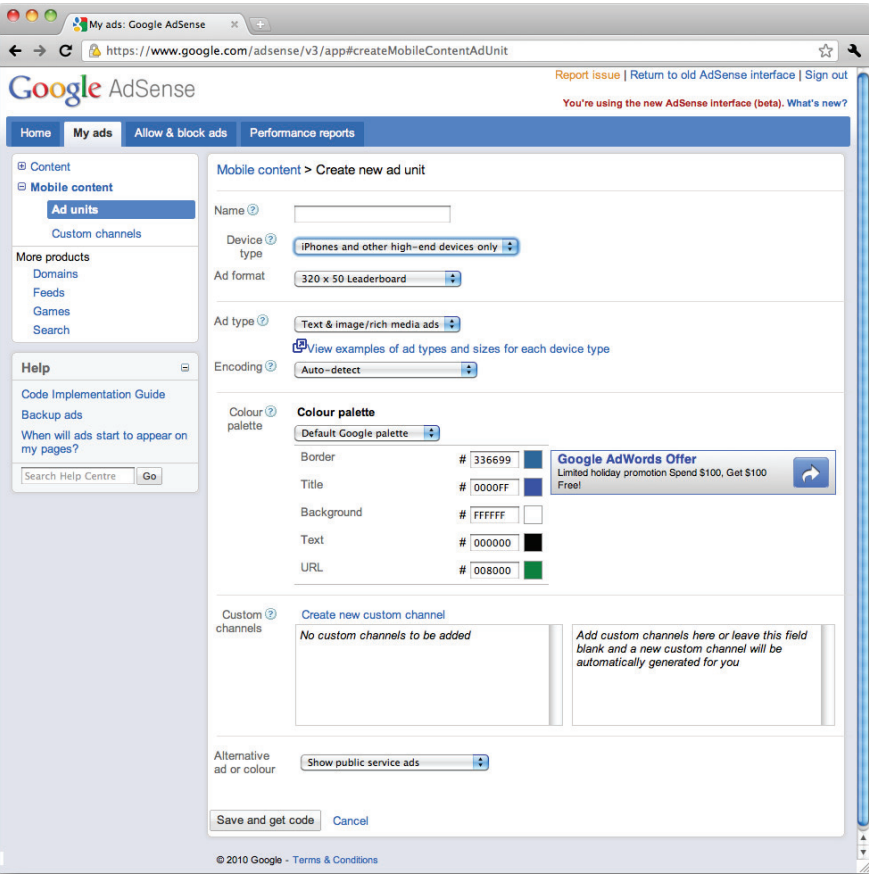 My ads: Google AdSense
https://www.google.com/adsense/v3/app#createMobileContentAdUnit
Report issue | Return to old AdSense interface | Sign out
Google AdSense
You're using the new AdSense interface (beta). What's new?
Home My ads Allow & block ads Performance reports
Content
Mobile content
Ad units
Custom channels
More products
Domains
Feeds
Games
Search
Help
Code Implementation Guide
Backup ads
When will ads start to appear on
my pages?
Search Help Centre Go
Mobile content > Create new ad unit
Name
Device
type
iPhones and other high-end devices only
Ad format 320 x 50 Leaderboard
Ad type Text & image/rich media ads
View examples of ad types and sizes for each device type
Encoding Auto-detect
Colour
palette
Colour palette
Default Google palette
Border # 336699
Title # 0000FF
Background # FFFFFF
Text # 000000
URL # 008000
Google AdWords Offer
Limited holiday promotion Spend $100, Get $100
Free!
Custom
channels
Create new custom channel
No custom channels to be added
Add custom channels here or leave this field
blank and a new custom channel will be
automatically generated for you
Alternative
ad or colour
Show public service ads
Save and get code Cancel
© 2010 Google - Terms & Conditions